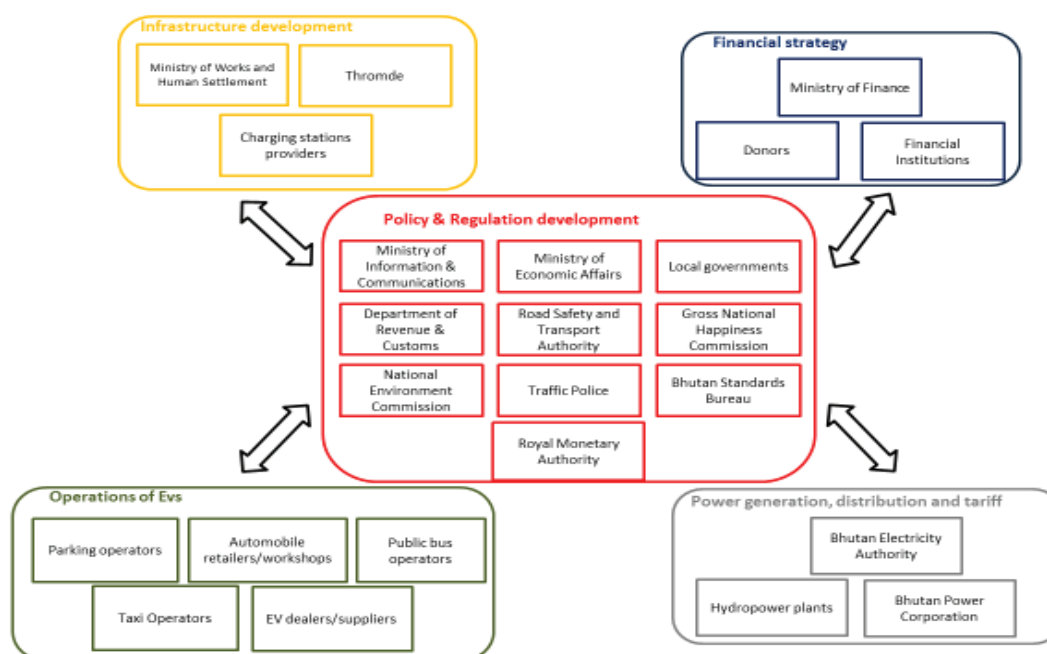 Infrastructure development
Ministry of Works and
Human Settlement
Thromde
Charging stations
providers
Financial strategy
Ministry of Finance
Donors
Financial
Institutions
Policy & Regulation development
Ministry of
Information &
Communications
Ministry of
Economic Affairs
Local governments
Department of
Revenue &
Customs
Road Safety and
Transport
Authority
Gross National
Happiness
Commission
National
Environment
Commission
Traffic Police
Bhutan Standards
Bureau
Royal Monetary
Authority
Operations of Evs
Parking operators
Automobile
retailers/workshops
Public bus
operators
Taxi Operators
EV dealers/suppliers
Power generation, distribution and tariff
Bhutan Electricity
Authority
Hydropower plants
Bhutan Power
Corporation